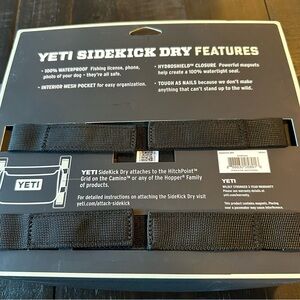 YETI SIDEKICK DRY FEATURES
• 100% WATERPROOF Fishing license, phone,
photo of your dog – they're all safe.
• INTERIOR MESH POCKET for easy organization.
• HYDROSHIELD™ CLOSURE Powerful magnets
help create a 100% watertight seal.
• TOUGH AS NAILS because we don't make
anything that can't stand up to the wild.
YETI
YETI SideKick Dry attaches to the HitchPoint™
Grid on the Camino™ or any of the Hopper® Family
of products.
For detailed instructions on attaching the SideKick Dry visit
yeti.com/attach-sidekick
YETI